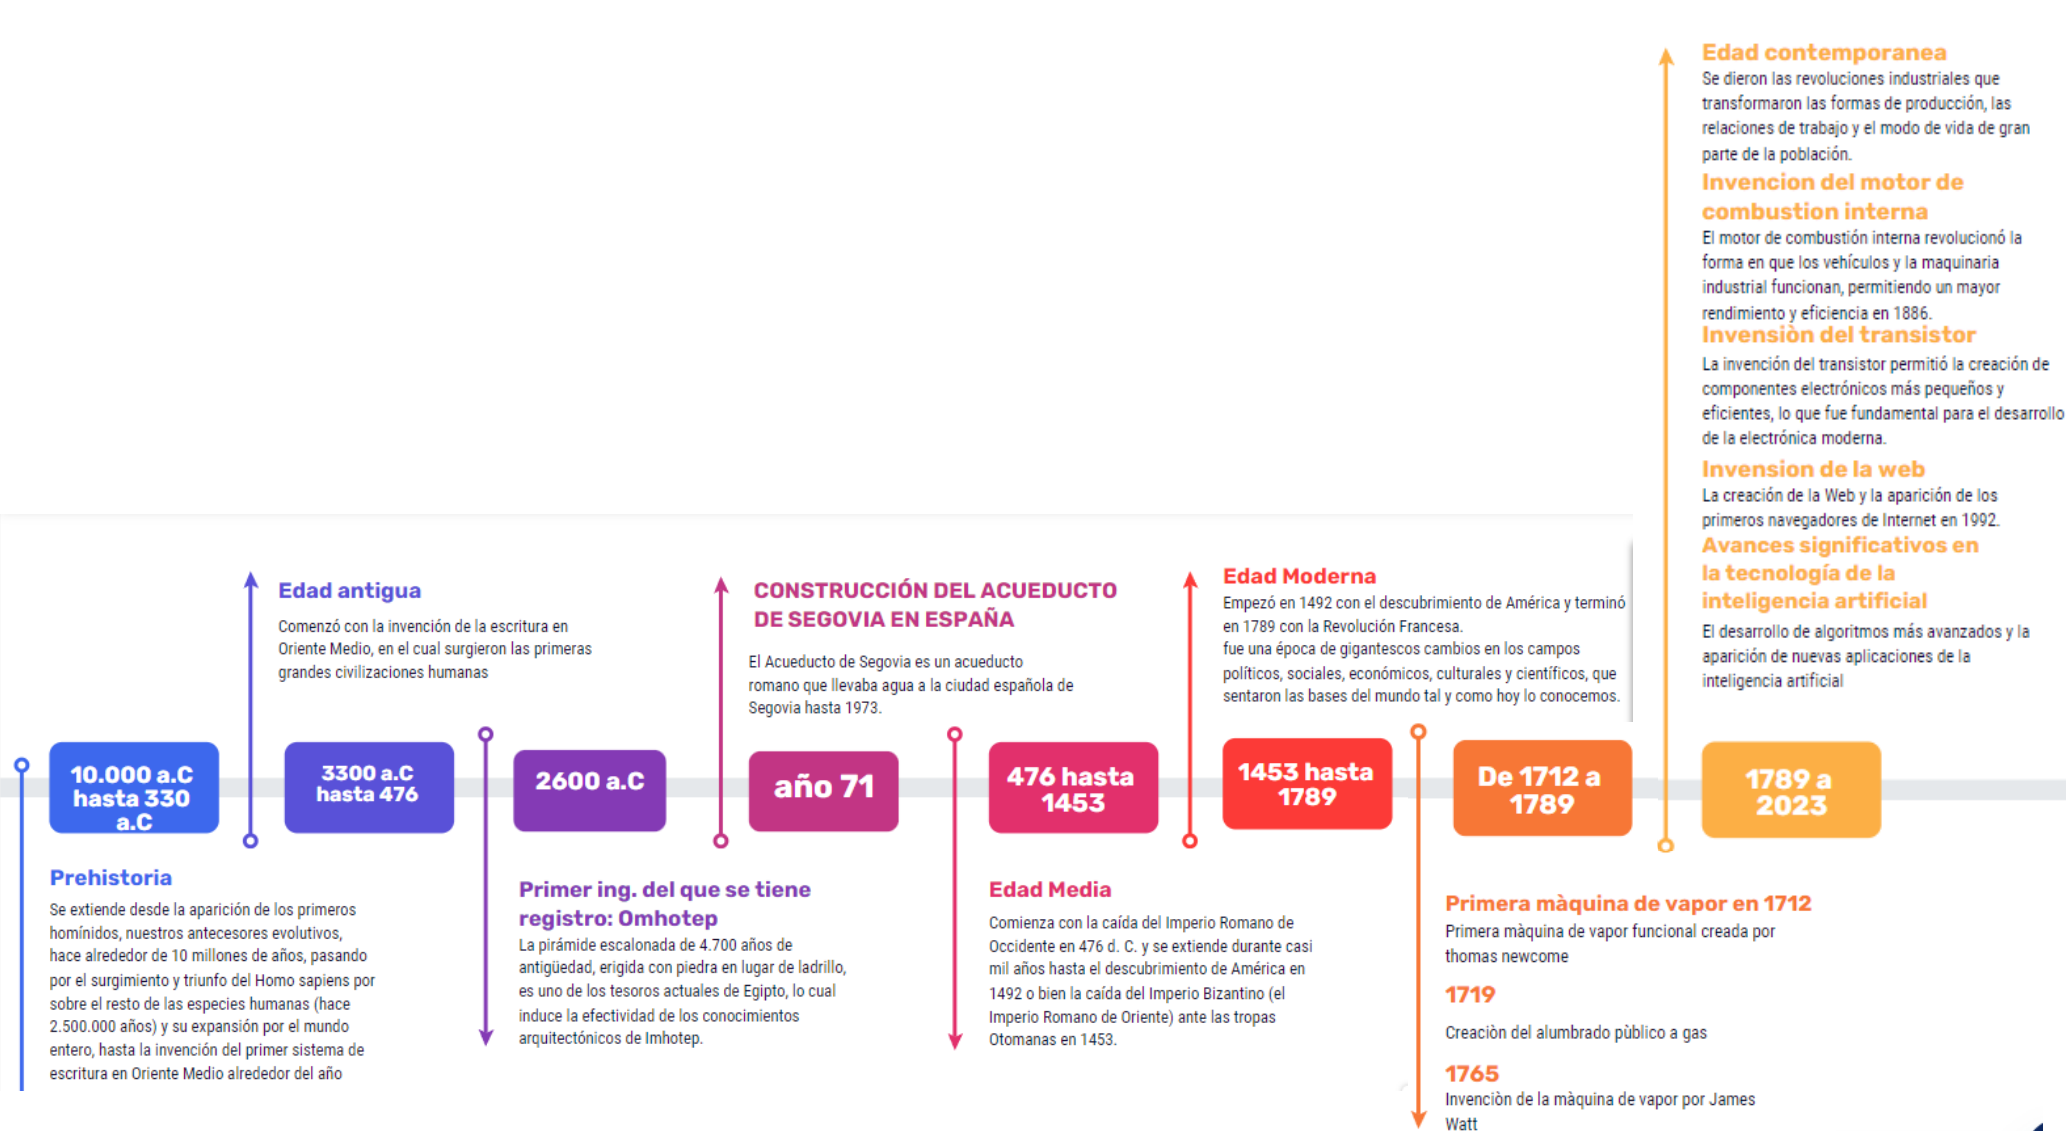 Edad contemporanea
Se dieron las revoluciones industriales que
transformaron las formas de producción, las
relaciones de trabajo y el modo de vida de gran
parte de la población.
Invencion del motor de
combustion interna
El motor de combustión interna revolucionó la
forma en que los vehículos y la maquinaria
industrial funcionan, permitiendo un mayor
rendimiento y eficiencia en 1886.
Invensiòn del transistor
La invención del transistor permitió la creación de
componentes electrónicos más pequeños y
eficientes, lo que fue fundamental para el desarrollo
de la electrónica moderna.
Invension de la web
La creación de la Web y la aparición de los
primeros navegadores de Internet en 1992.
Avances significativos en
la tecnología de la
inteligencia artificial
El desarrollo de algoritmos más avanzados y la
aparición de nuevas aplicaciones de la
inteligencia artificial
Edad antigua
Comenzó con la invención de la escritura en
Oriente Medio, en el cual surgieron las primeras
grandes civilizaciones humanas
CONSTRUCCIÓN DEL ACUEDUCTO
DE SEGOVIA EN ESPAÑA
El Acueducto de Segovia es un acueducto
romano que llevaba agua a la ciudad española de
Segovia hasta 1973.
Edad Moderna
Empezó en 1492 con el descubrimiento de América y terminó
en 1789 con la Revolución Francesa.
fue una época de gigantescos cambios en los campos
políticos, sociales, económicos, culturales y científicos, que
sentaron las bases del mundo tal y como hoy lo conocemos.
10.000 a.C
hasta 330
a.C
3300 a.C
hasta 476
2600 a.C
año 71
476 hasta
1453
1453 hasta
1789
De 1712 a
1789
1789 a
2023
Prehistoria
Se extiende desde la aparición de los primeros
homínidos, nuestros antecesores evolutivos,
hace alrededor de 10 millones de años, pasando
por el surgimiento y triunfo del Homo sapiens por
sobre el resto de las especies humanas (hace
2.500.000 años) y su expansión por el mundo
entero, hasta la invención del primer sistema de
escritura en Oriente Medio alrededor del año
Primer ing. del que se tiene
registro: Omhotep
La pirámide escalonada de 4.700 años de
antigüedad, erigida con piedra en lugar de ladrillo,
es uno de los tesoros actuales de Egipto, lo cual
induce la efectividad de los conocimientos
arquitectónicos de Imhotep.
Edad Media
Comienza con la caída del Imperio Romano de
Occidente en 476 d. C. y se extiende durante casi
mil años hasta el descubrimiento de América en
1492 o bien la caída del Imperio Bizantino (el
Imperio Romano de Oriente) ante las tropas
Otomanas en 1453.
Primera màquina de vapor en 1712
Primera màquina de vapor funcional creada por
thomas newcome
1719
Creaciòn del alumbrado pùblico a gas
1765
Invenciòn de la màquina de vapor por James
Watt